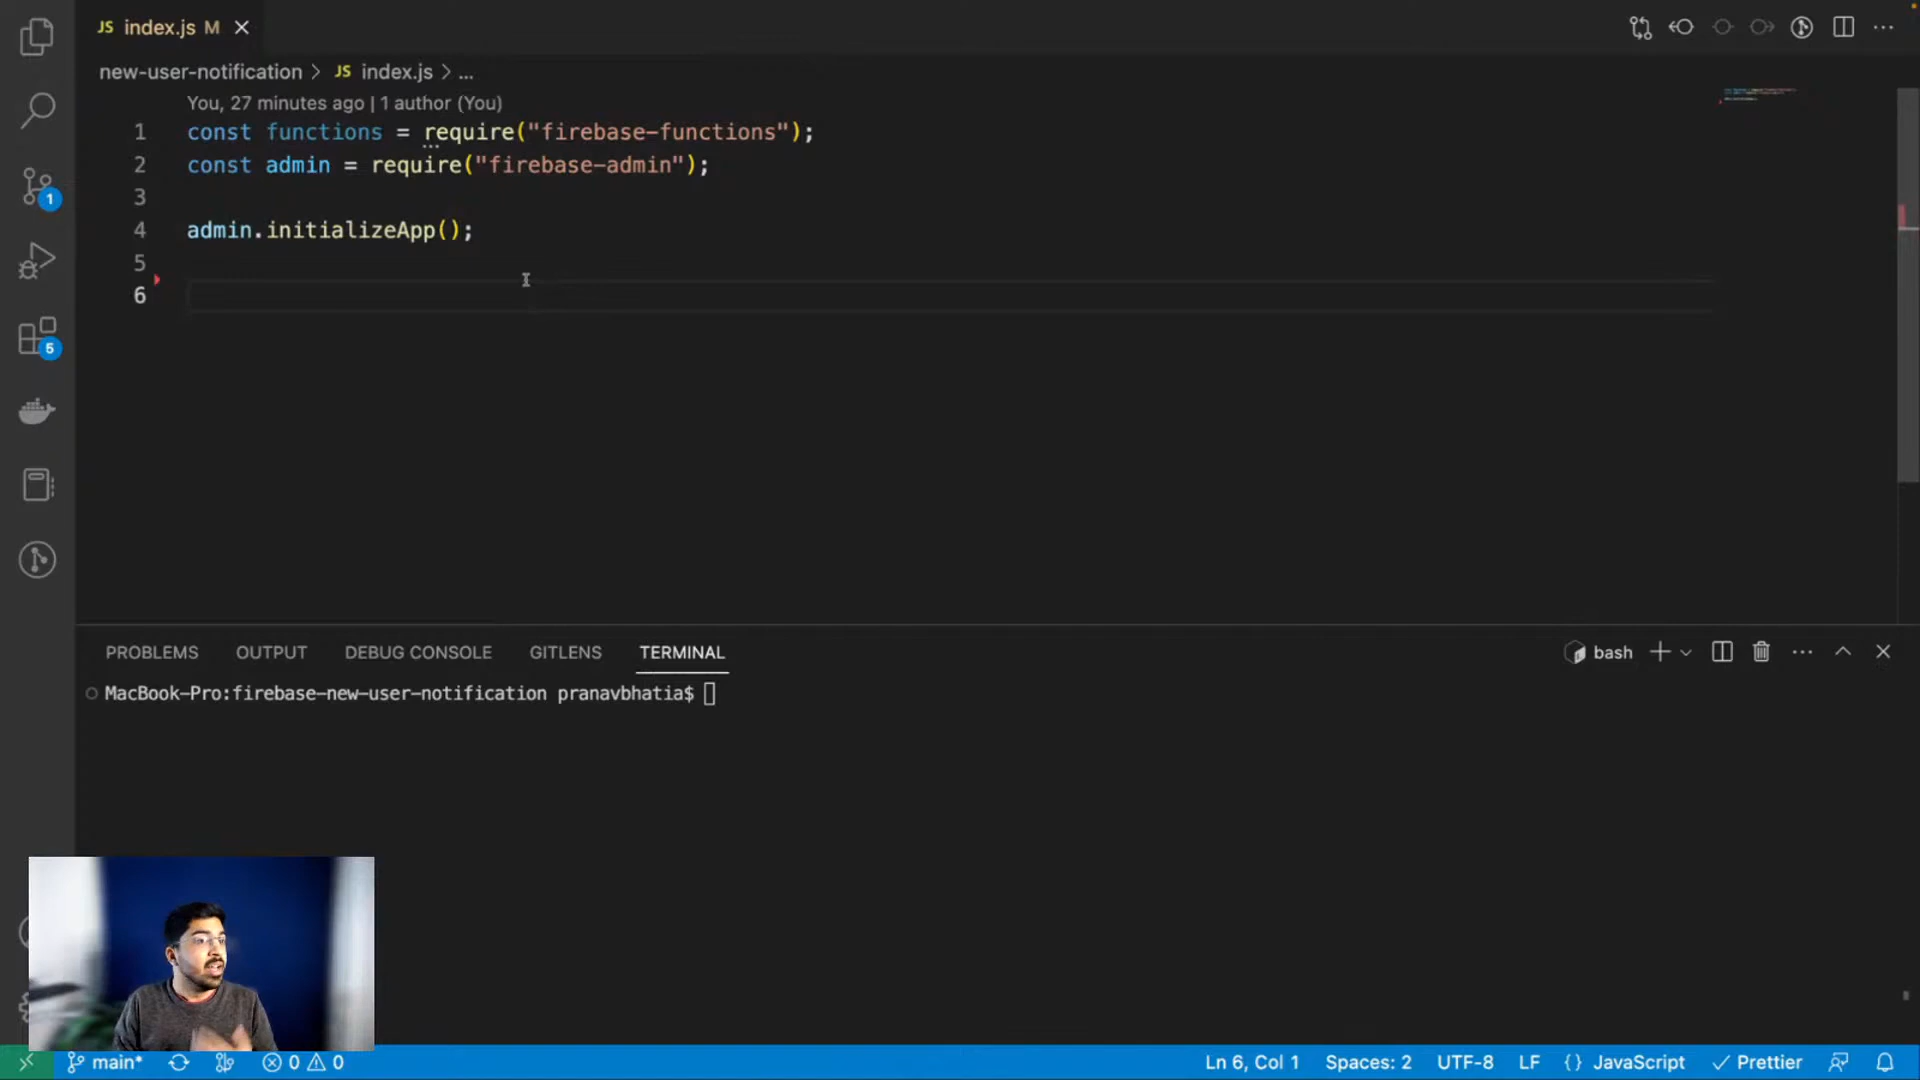 JS index.js M
new-user-notification > JS index.js > ...
You, 27 minutes ago | 1 author (You)
1 const functions = require("firebase-functions");
2 const admin = require("firebase-admin");
3
4 admin.initializeApp();
5
6
1
5
PROBLEMS OUTPUT DEBUG CONSOLE GITLENS TERMINAL bash
MacBook-Pro:firebase-new-user-notification pranavbhatia$
main* 0 0 Ln 6, Col 1 Spaces: 2 UTF-8 LF {} JavaScript Prettier